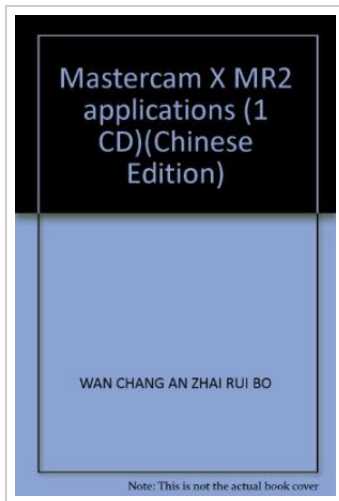 Mastercam X MR2
applications (1
CD)(Chinese
Edition)
WAN CHANG AN ZHAI RUI BO
Note: This is not the actual book cover